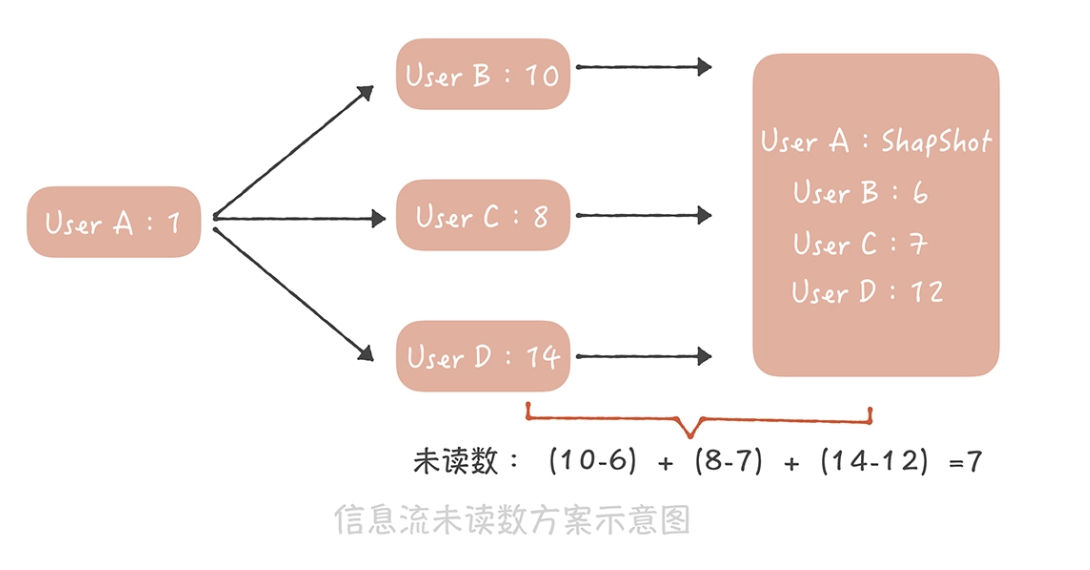 User B : 10
User A : ShapShot
User B : 6
User A : 1
User C : 8
User C : 7
User D : 12
User D : 14
未读数： (10-6) + (8-7) + (14-12) =7
信息流未读数方案示意图